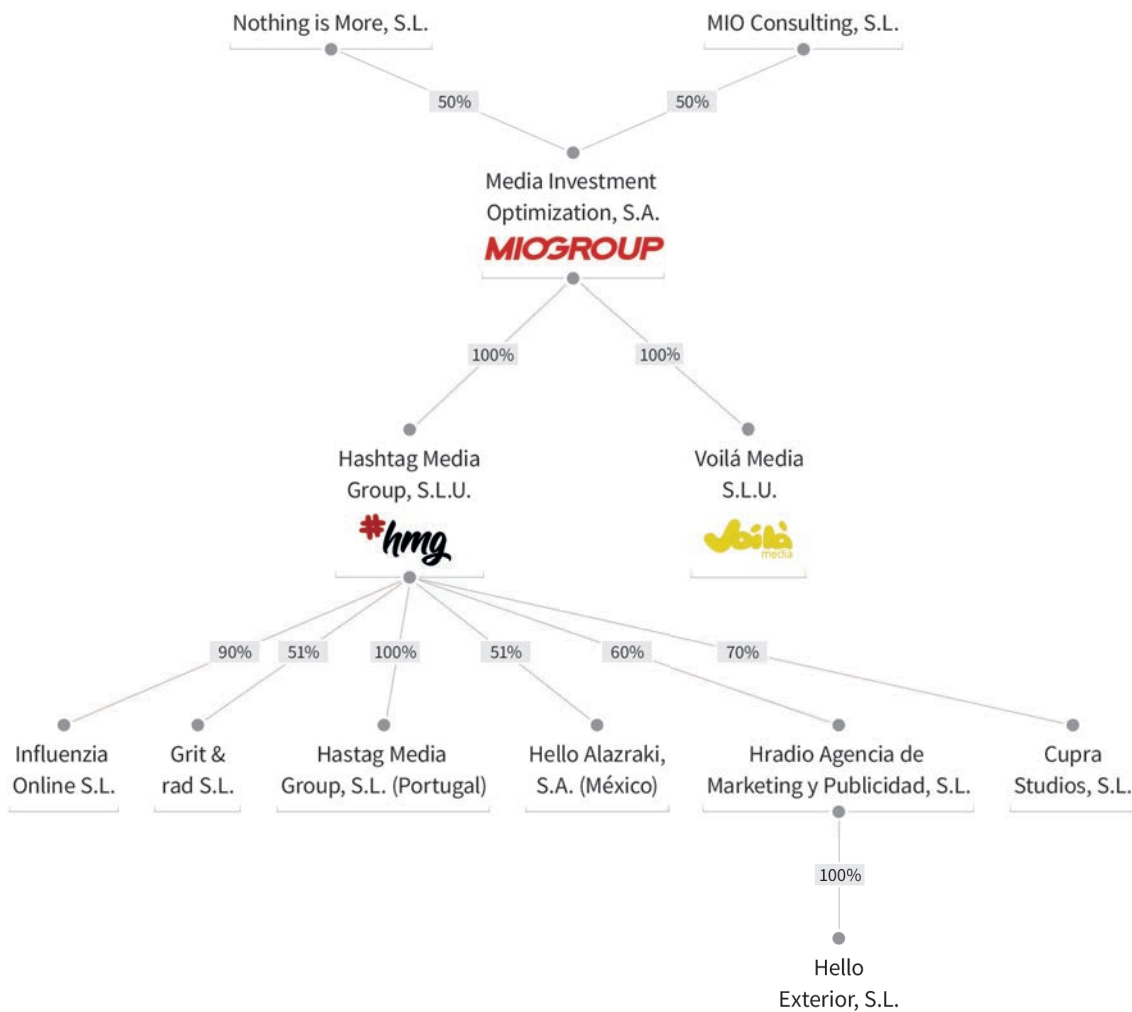 Nothing is More, S.L.
MIO Consulting, S.L.
50%
50%
Media Investment
Optimization, S.A.
MIOGROUP
100%
100%
Hashtag Media
Group, S.L.U.
#hmg
Voilá Media
S.L.U.
Voilà
media
90%
51%
100%
51%
60%
70%
Influenzia
Online S.L.
Grit &
rad S.L.
Hastag Media
Group, S.L. (Portugal)
Hello Alazraki,
S.A. (México)
Hradio Agencia de
Marketing y Publicidad, S.L.
Cupra
Studios, S.L.
100%
Hello
Exterior, S.L.